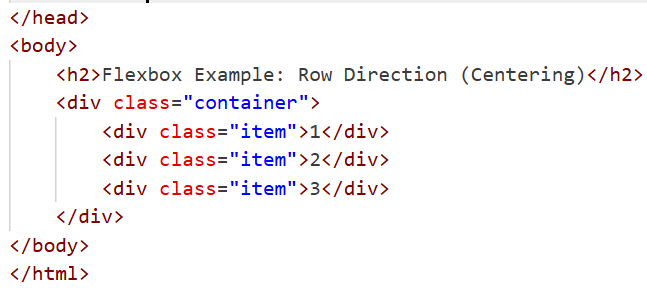 </head>
<body>
    <h2>Flexbox Example: Row Direction (Centering)</h2>
    <div class="container">
        <div class="item">1</div>
        <div class="item">2</div>
        <div class="item">3</div>
    </div>
</body>
</html>